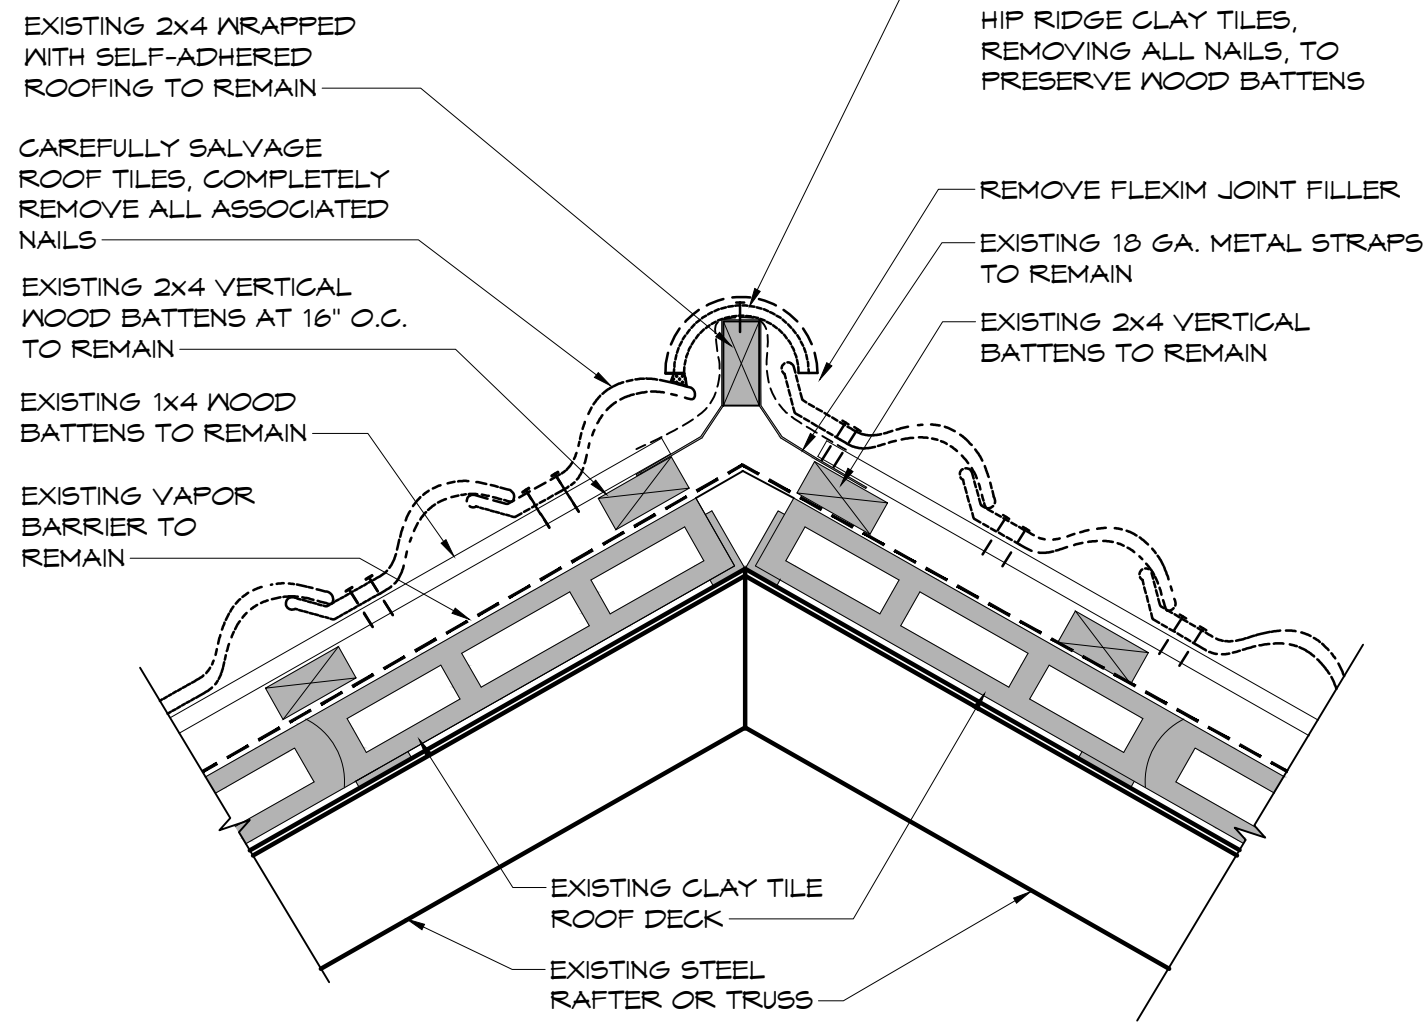 EXISTING 2x4 WRAPPED
WITH SELF-ADHERED
ROOFING TO REMAIN
CAREFULLY SALVAGE
ROOF TILES, COMPLETELY
REMOVE ALL ASSOCIATED
NAILS
EXISTING 2x4 VERTICAL
WOOD BATTENS AT 16" O.C.
TO REMAIN
EXISTING 1x4 WOOD
BATTENS TO REMAIN
EXISTING VAPOR
BARRIER TO
REMAIN
HIP RIDGE CLAY TILES,
REMOVING ALL NAILS, TO
PRESERVE WOOD BATTENS
REMOVE FLEXIM JOINT FILLER
EXISTING 18 GA. METAL STRAPS
TO REMAIN
EXISTING 2x4 VERTICAL
BATTENS TO REMAIN
EXISTING CLAY TILE
ROOF DECK
EXISTING STEEL
RAFTER OR TRUSS